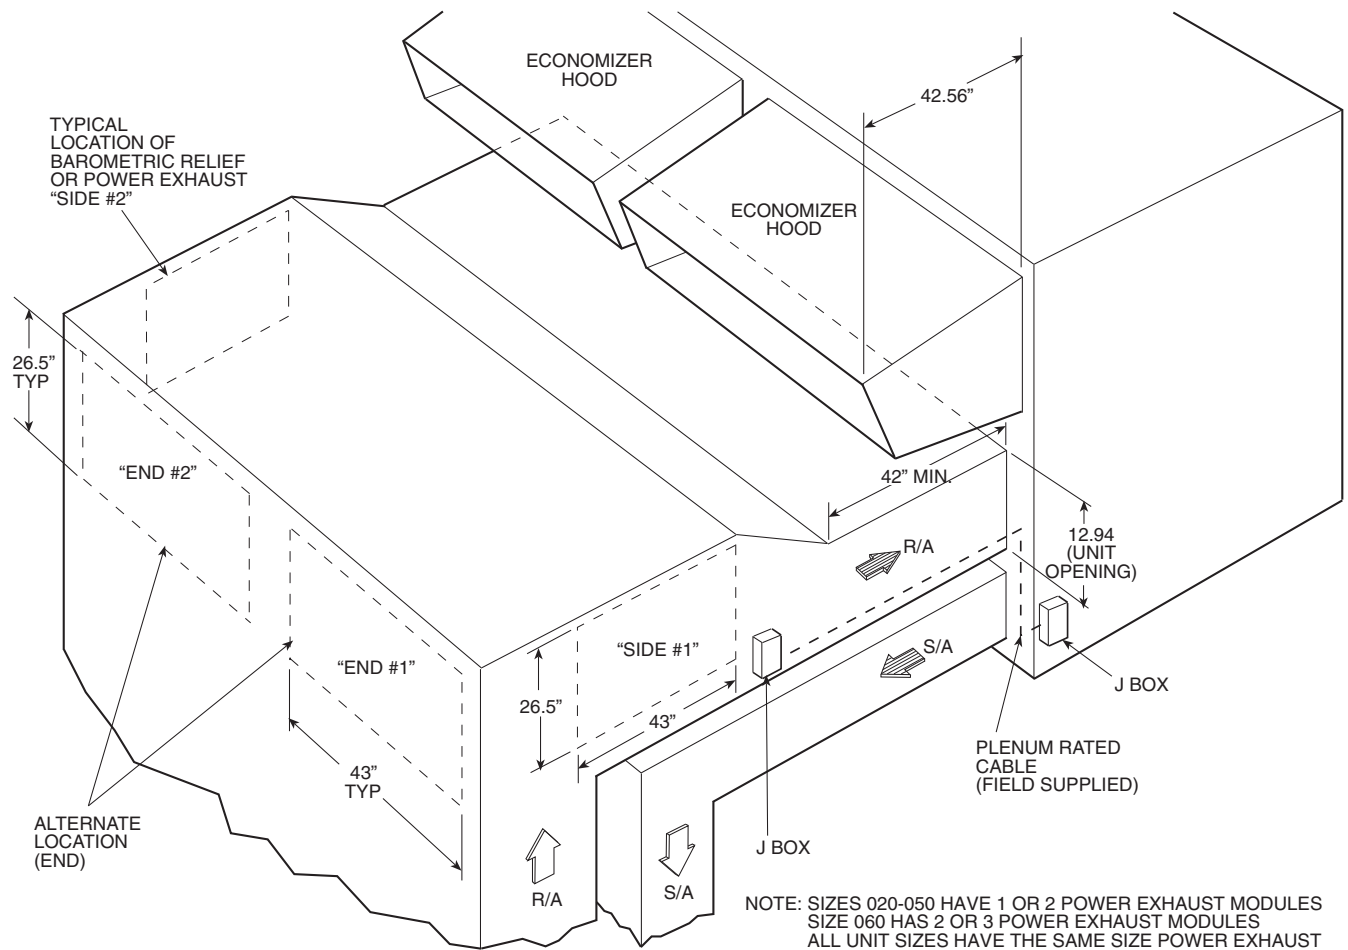 ECONOMIZER
HOOD
42.56”
TYPICAL
LOCATION OF
BAROMETRIC RELIEF
OR POWER EXHAUST
“SIDE #2”
ECONOMIZER
HOOD
26.5”
TYP
“END #2”
42” MIN.
R/A
12.94
(UNIT
OPENING)
“SIDE #1”
S/A
“END #1”
26.5”
43”
J BOX
43”
TYP
PLENUM RATED
CABLE
(FIELD SUPPLIED)
ALTERNATE
LOCATION
(END)
J BOX
R/A
S/A
NOTE: SIZES 020-050 HAVE 1 OR 2 POWER EXHAUST MODULES
SIZE 060 HAS 2 OR 3 POWER EXHAUST MODULES
ALL UNIT SIZES HAVE THE SAME SIZE POWER EXHAUST